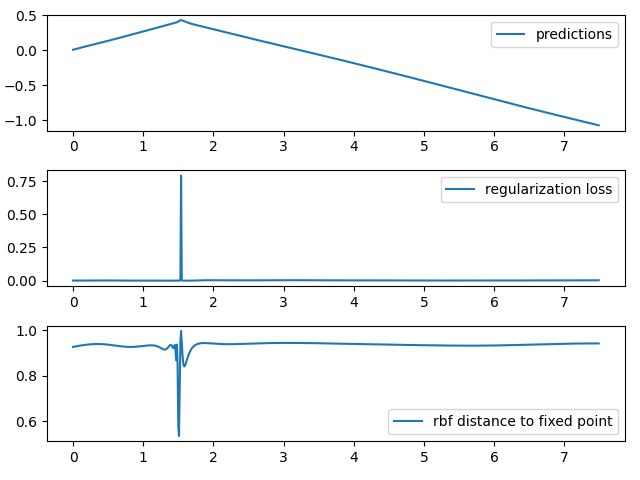 0.5
0.0
−0.5
−1.0
predictions
0 1 2 3 4 5 6 7
0.75
0.50
0.25
0.00
regularization loss
0 1 2 3 4 5 6 7
1.0
0.8
0.6
rbf distance to fixed point
0 1 2 3 4 5 6 7